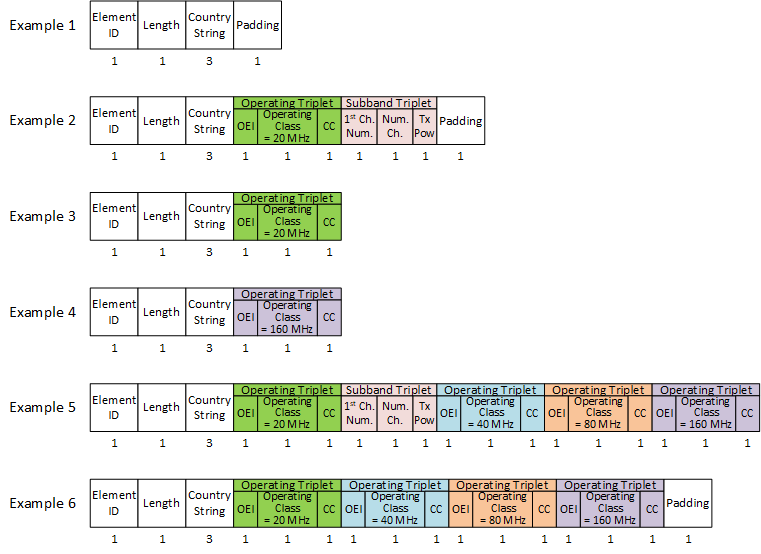 Example 1
Element ID
Length
Country String
Padding
1 1 3 1
Example 2
Element ID
Length
Country String
Operating Triplet
OEI
Operating Class = 20 MHz
CC
Subband Triplet
1st Ch. Num.
Num. Ch.
Tx Pow
Padding
1 1 3 1 1 1 1 1 1 1
Example 3
Element ID
Length
Country String
Operating Triplet
OEI
Operating Class = 20 MHz
CC
1 1 3 1 1 1
Example 4
Element ID
Length
Country String
Operating Triplet
OEI
Operating Class = 160 MHz
CC
1 1 3 1 1 1
Example 5
Element ID
Length
Country String
Operating Triplet
OEI
Operating Class = 20 MHz
CC
Subband Triplet
1st Ch. Num.
Num. Ch.
Tx Pow
Operating Triplet
OEI
Operating Class = 40 MHz
CC
Operating Triplet
OEI
Operating Class = 80 MHz
CC
Operating Triplet
OEI
Operating Class = 160 MHz
CC
1 1 3 1 1 1 1 1 1 1 1 1 1 1 1 1 1 1
Example 6
Element ID
Length
Country String
Operating Triplet
OEI
Operating Class = 20 MHz
CC
Operating Triplet
OEI
Operating Class = 40 MHz
CC
Operating Triplet
OEI
Operating Class = 80 MHz
CC
Operating Triplet
OEI
Operating Class = 160 MHz
CC
Padding
1 1 3 1 1 1 1 1 1 1 1 1 1 1 1 1